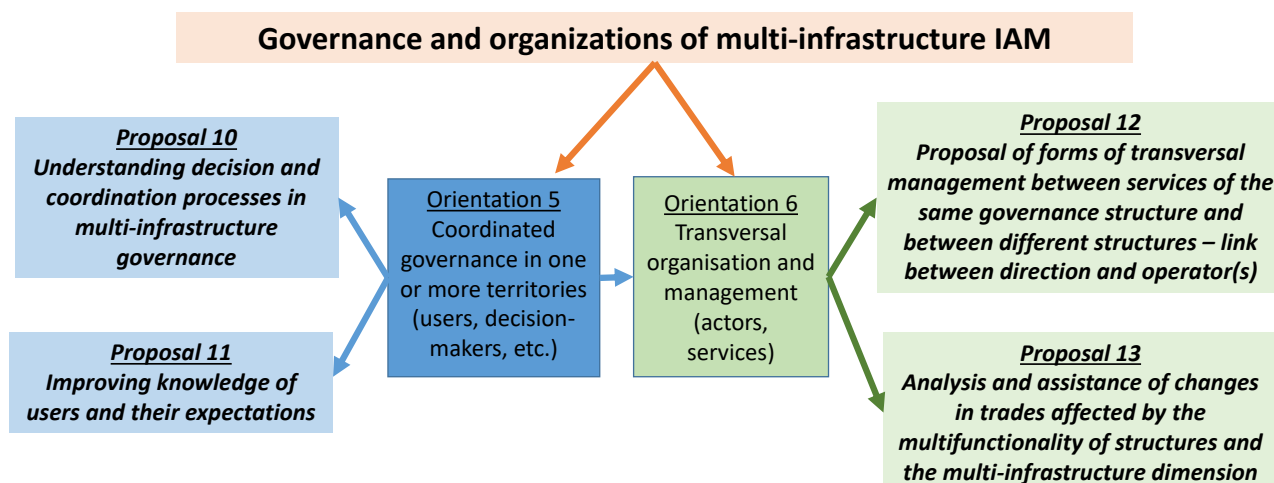 Governance and organizations of multi-infrastructure IAM
Proposal 10
Understanding decision and
coordination processes in
multi-infrastructure
governance
Proposal 11
Improving knowledge of
users and their expectations
Orientation 5
Coordinated
governance in one
or more territories
(users, decision-
makers, etc.)
Orientation 6
Transversal
organisation and
management
(actors,
services)
Proposal 12
Proposal of forms of transversal
management between services of the
same governance structure and
between different structures – link
between direction and operator(s)
Proposal 13
Analysis and assistance of changes
in trades affected by the
multifunctionality of structures and
the multi-infrastructure dimension